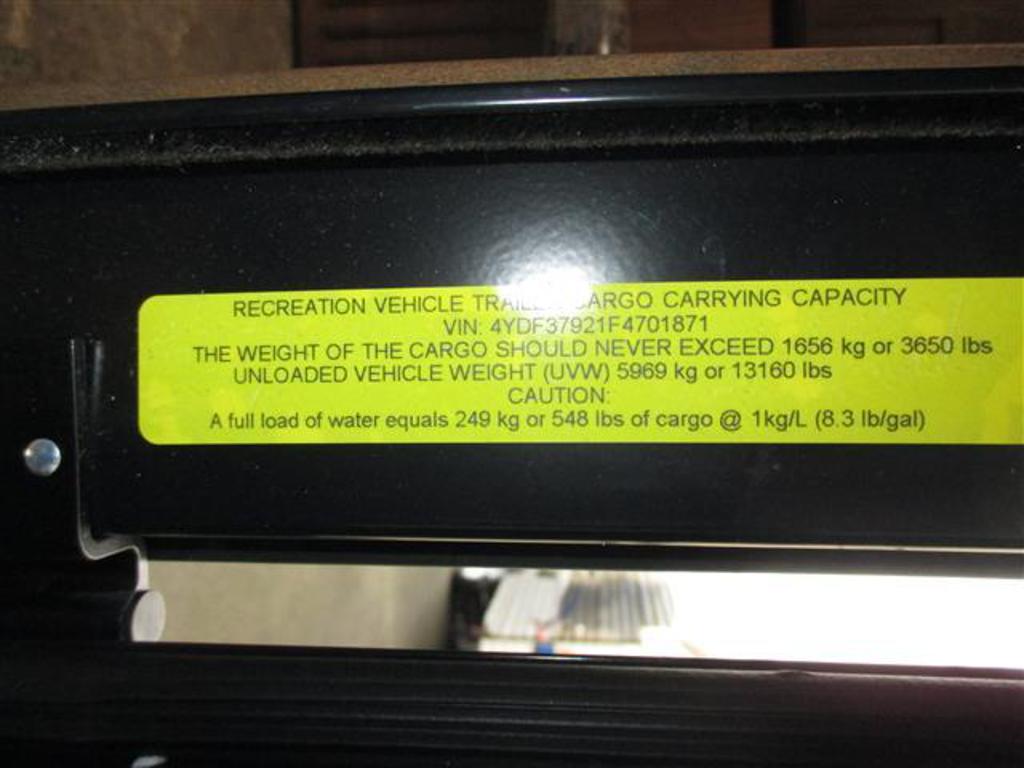 RECREATION VEHICLE TRAILER CARGO CARRYING CAPACITY
VIN: 4YDF37921F4701871
THE WEIGHT OF THE CARGO SHOULD NEVER EXCEED 1656 kg or 3650 lbs
UNLOADED VEHICLE WEIGHT (UVW) 5969 kg or 13160 lbs
CAUTION:
A full load of water equals 249 kg or 548 lbs of cargo @ 1kg/L (8.3 lb/gal)